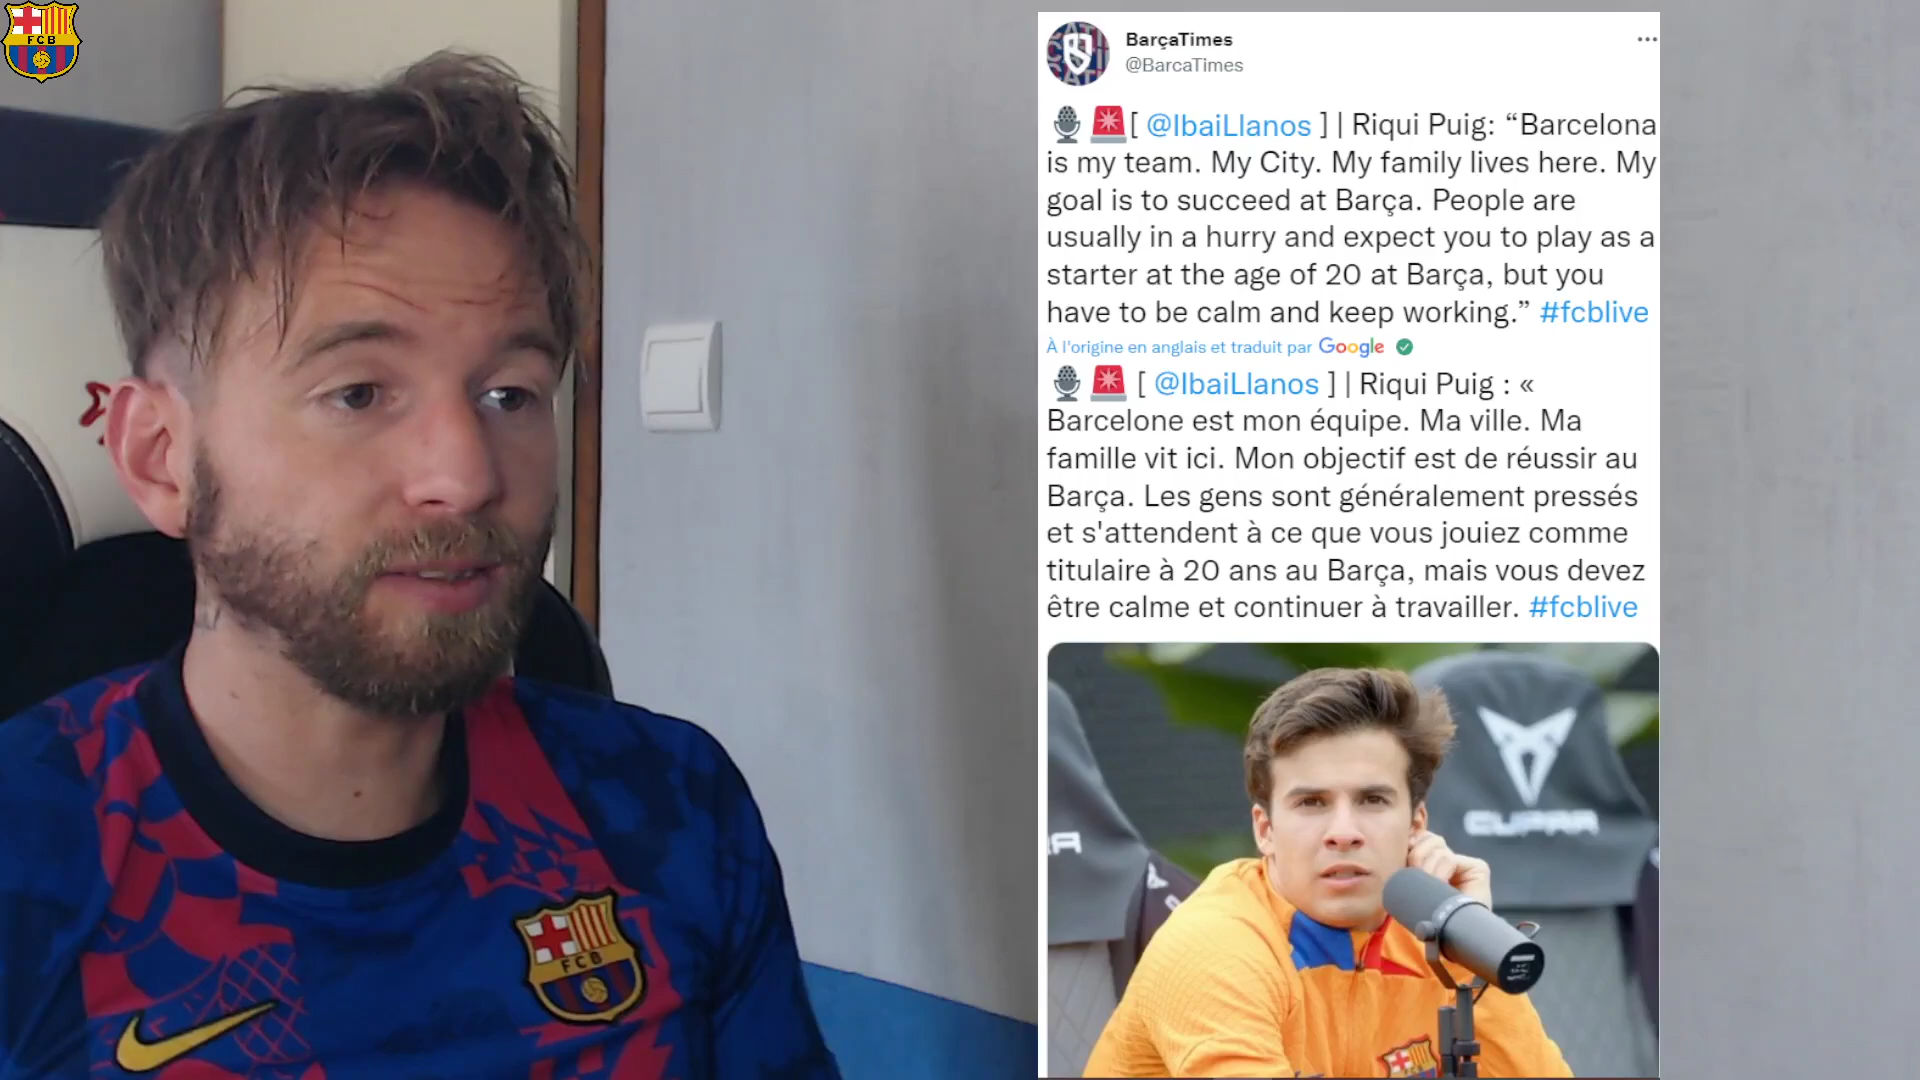 FCB
BarçaTimes
@BarcaTimes
[ @IbaiLlanos ] | Riqui Puig: “Barcelona
is my team. My City. My family lives here. My
goal is to succeed at Barça. People are
usually in a hurry and expect you to play as a
starter at the age of 20 at Barça, but you
have to be calm and keep working.” #fcblive
À l'origine en anglais et traduit par Google
[ @IbaiLlanos ] | Riqui Puig : «
Barcelone est mon équipe. Ma ville. Ma
famille vit ici. Mon objectif est de réussir au
Barça. Les gens sont généralement pressés
et s'attendent à ce que vous jouiez comme
titulaire à 20 ans au Barça, mais vous devez
être calme et continuer à travailler. #fcblive
CUPRA
RA
FCB